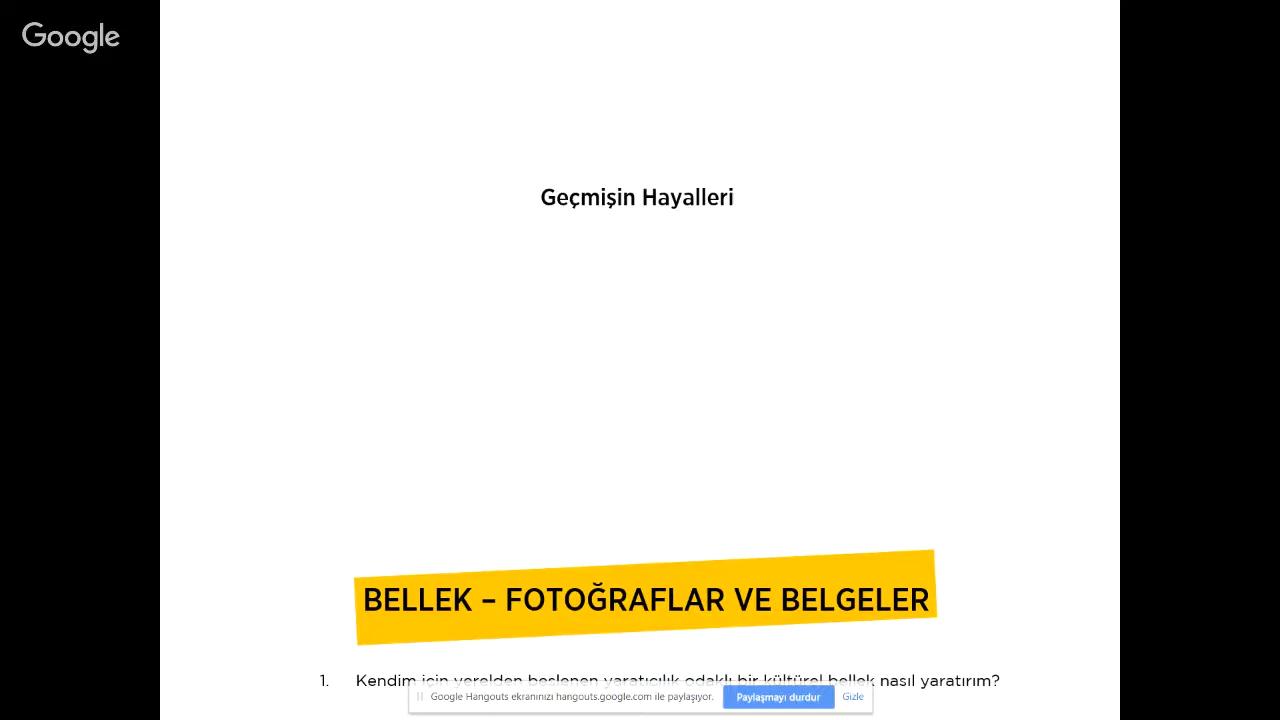 Google
Geçmişin Hayalleri
BELLEK – FOTOĞRAFLAR VE BELGELER
1. Kendim için yerelden beslenen yaratıcılık odaklı bir kültürel bellek nasıl yaratırım?
Google Hangouts ekranınızı hangouts.google.com ile paylaşıyor. Paylaşmayı durdur Gizle